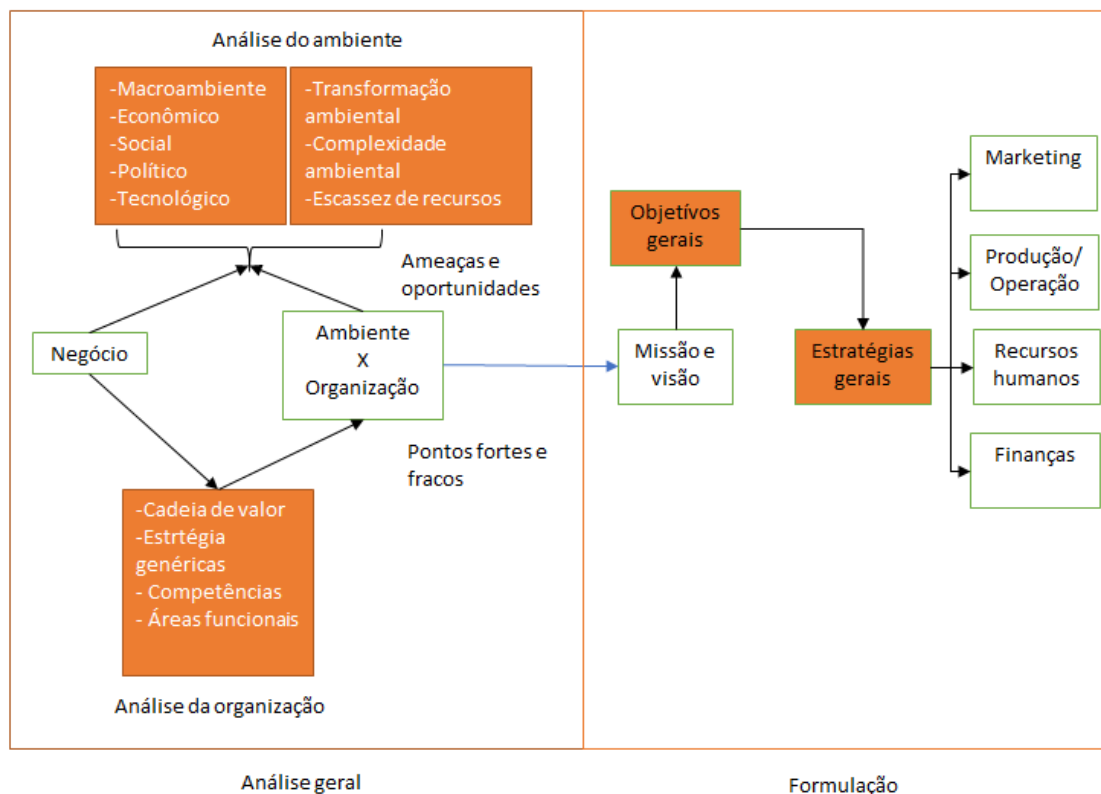 Análise do ambiente
-Macroambiente
-Econômico
-Social
-Político
-Tecnológico
-Transformação
ambiental
-Complexidade
ambiental
-Escassez de recursos
Ameaças e
oportunidades
Negócio
Ambiente
X
Organização
Pontos fortes e
fracos
-Cadeia de valor
-Estrtégia
genéricas
- Competências
- Áreas funcionais
Análise da organização
Análise geral
Objetívos
gerais
Missão e
visão
Estratégias
gerais
Marketing
Produção/
Operação
Recursos
humanos
Finanças
Formulação